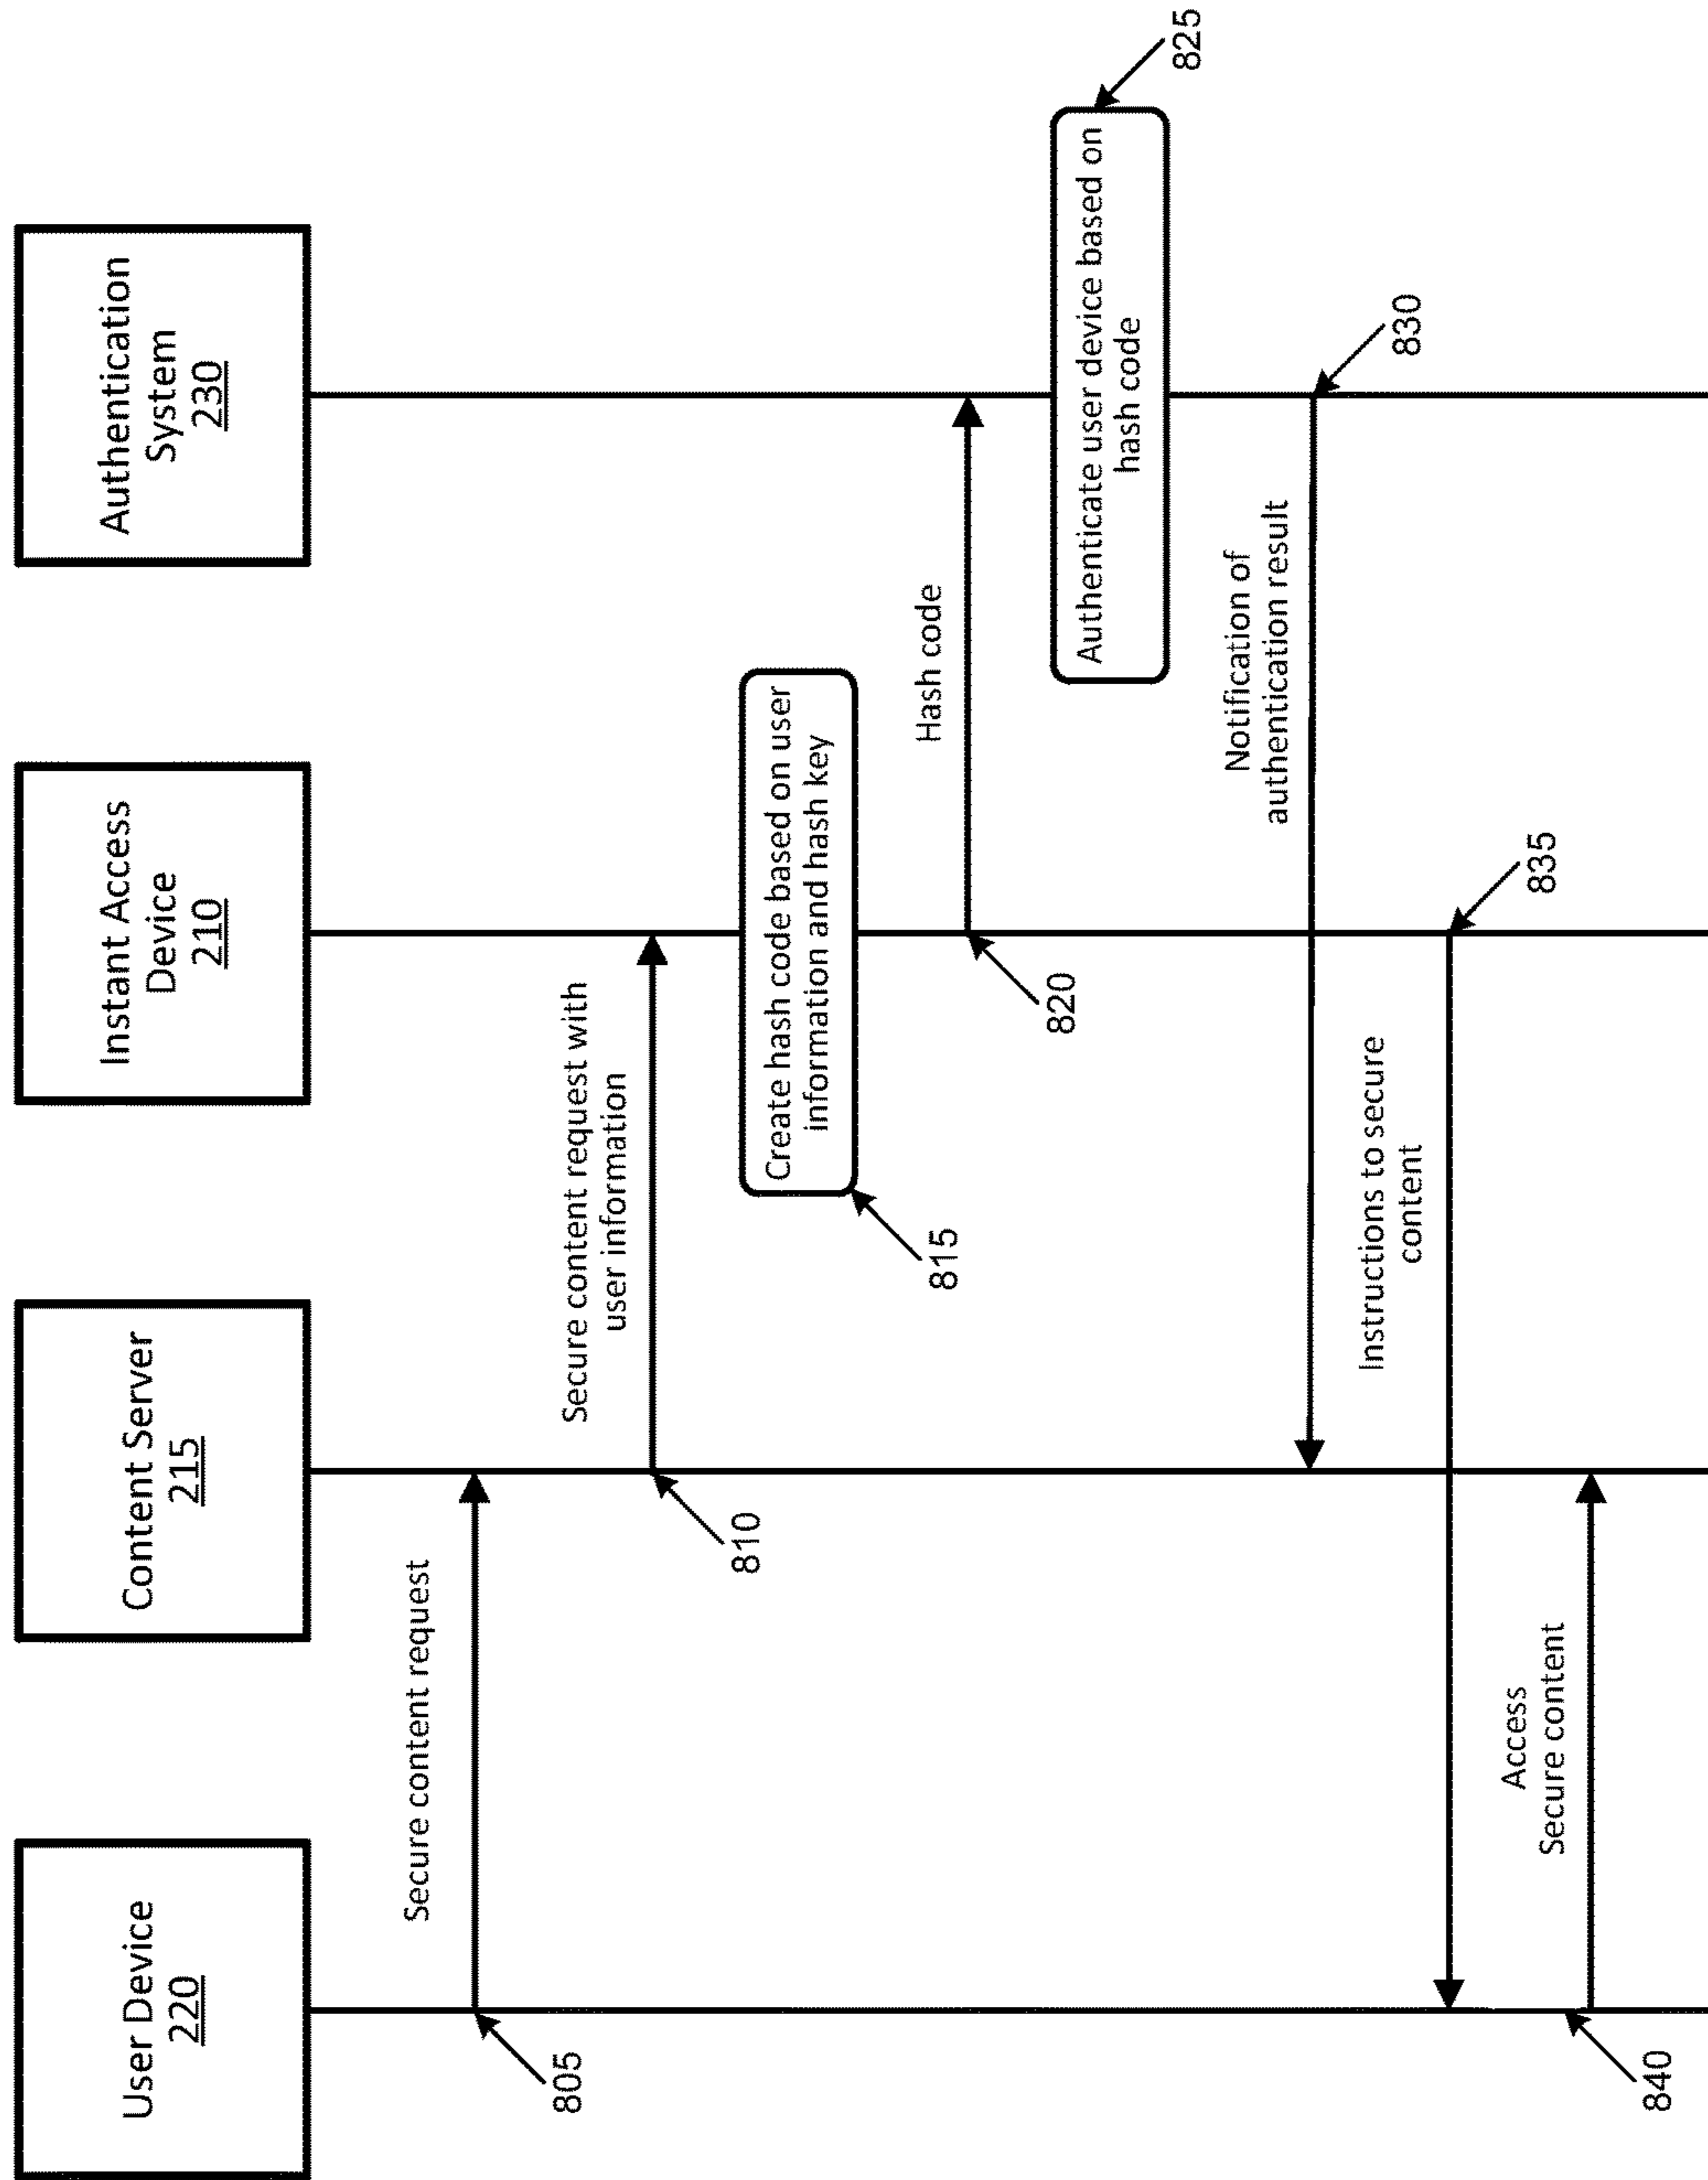 User Device
220
Content Server
215
Instant Access
Device
210
Authentication
System
230
Secure content request
805
Secure content request with
user information
810
Create hash code based on user
information and hash key
815
Hash code
820
Authenticate user device based on
hash code
825
Notification of
authentication result
830
Instructions to secure
content
835
Access
Secure content
840